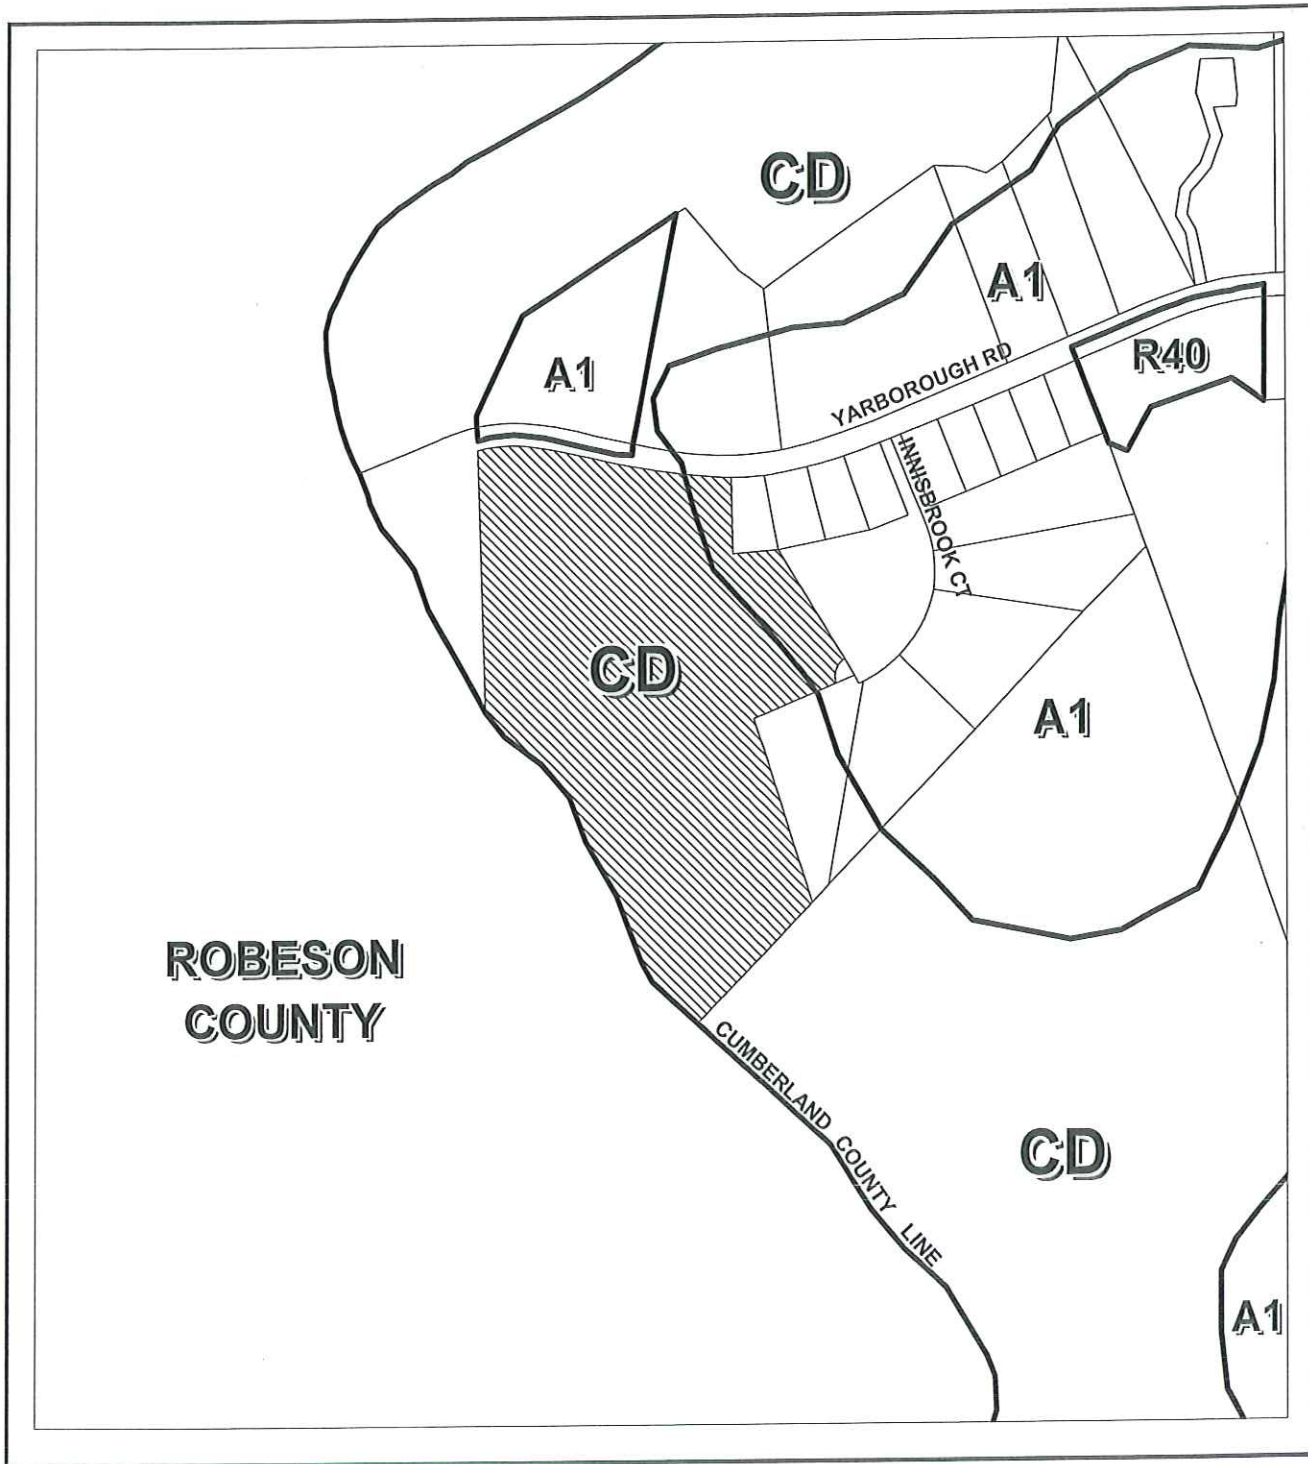 CD
A1
A1
R40
YARBOROUGH RD
INNISBROOK CT
CD
A1
ROBESON
COUNTY
CUMBERLAND COUNTY LINE
CD
A1